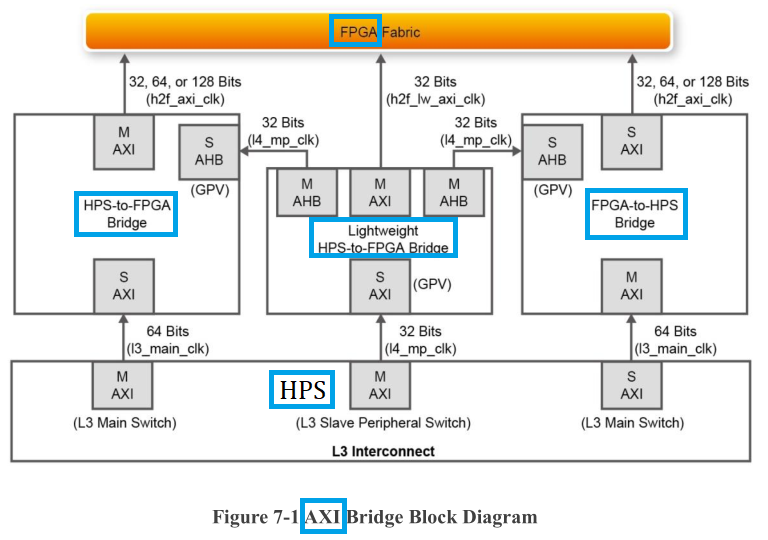 FPGA Fabric
32, 64, or 128 Bits
(h2f_axi_clk)
32 Bits
(h2f_lw_axi_clk)
32, 64, or 128 Bits
(h2f_axi_clk)
M
AXI
S
AHB
(GPV)
32 Bits
(l4_mp_clk)
32 Bits
(l4_mp_clk)
S
AHB
(GPV)
S
AXI
HPS-to-FPGA
Bridge
M
AHB
M
AXI
M
AHB
Lightweight
HPS-to-FPGA Bridge
FPGA-to-HPS
Bridge
S
AXI
S
AXI
(GPV)
M
AXI
64 Bits
(l3_main_clk)
32 Bits
(l4_mp_clk)
64 Bits
(l3_main_clk)
M
AXI
(L3 Main Switch)
HPS
M
AXI
(L3 Slave Peripheral Switch)
S
AXI
(L3 Main Switch)
L3 Interconnect
Figure 7-1 AXI Bridge Block Diagram